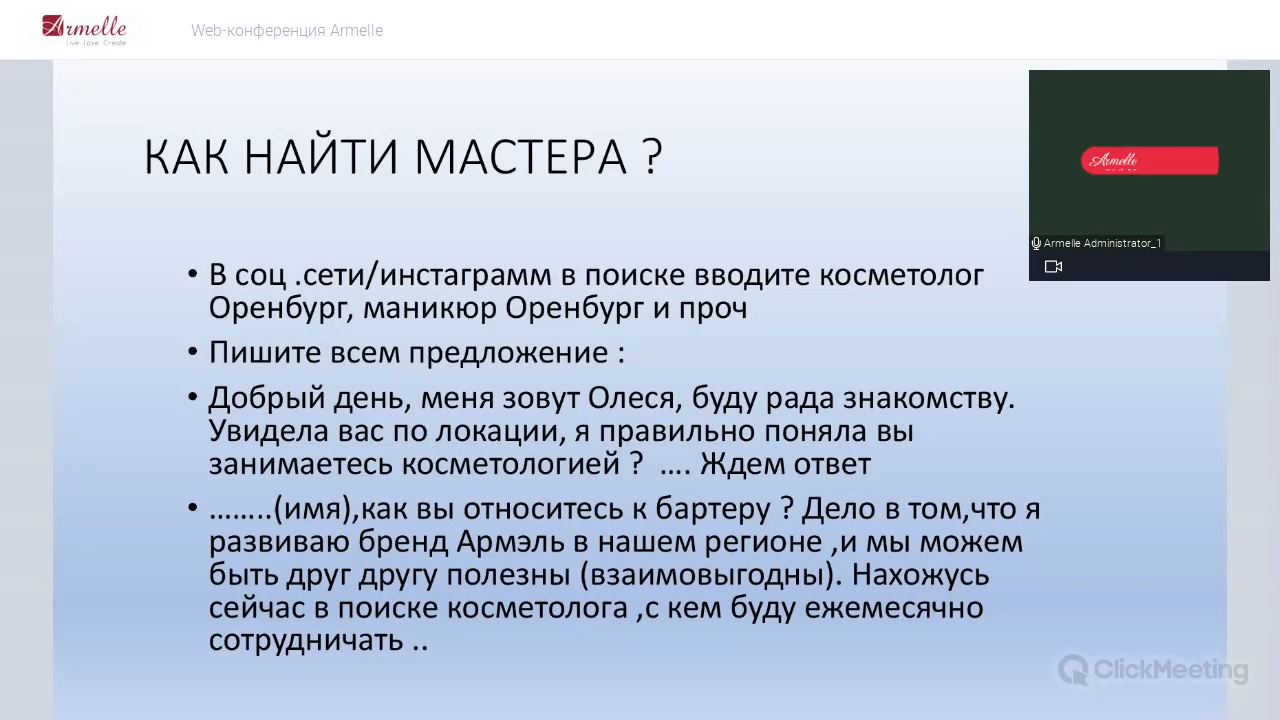 Armelle
Live Love Create
Web-конференция Armelle
КАК НАЙТИ МАСТЕРА ?
Armelle
Armelle Administrator_1
• В соц .сети/инстаграмм в поиске вводите косметолог
Оренбург, маникюр Оренбург и проч
• Пишите всем предложение :
• Добрый день, меня зовут Олеся, буду рада знакомству.
Увидела вас по локации, я правильно поняла вы
занимаетесь косметологией ?  .... Ждем ответ
• ........(имя),как вы относитесь к бартеру ? Дело в том,что я
развиваю бренд Армэль в нашем регионе ,и мы можем
быть друг другу полезны (взаимовыгодны). Нахожусь
сейчас в поиске косметолога ,с кем буду ежемесячно
сотрудничать ..
ClickMeeting